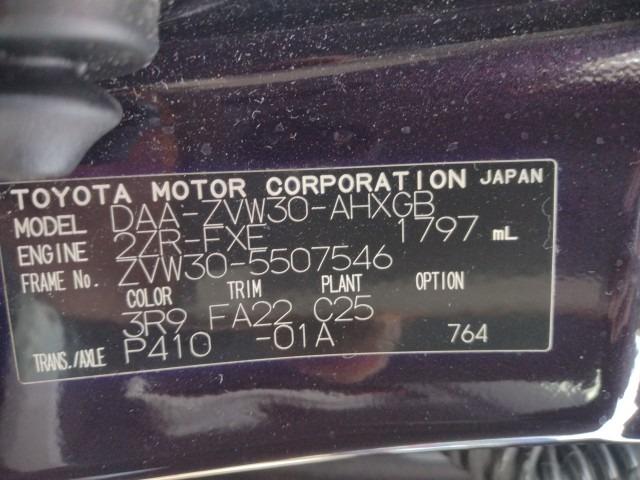 TOYOTA MOTOR CORPORATION JAPAN
MODEL DAA-ZVW30-AHXGB
ENGINE 2ZR-FXE 1797 mL
FRAME No. ZVW30-5507546
COLOR TRIM PLANT OPTION
3R9 FA22 C25
TRANS./AXLE P410 -01A 764